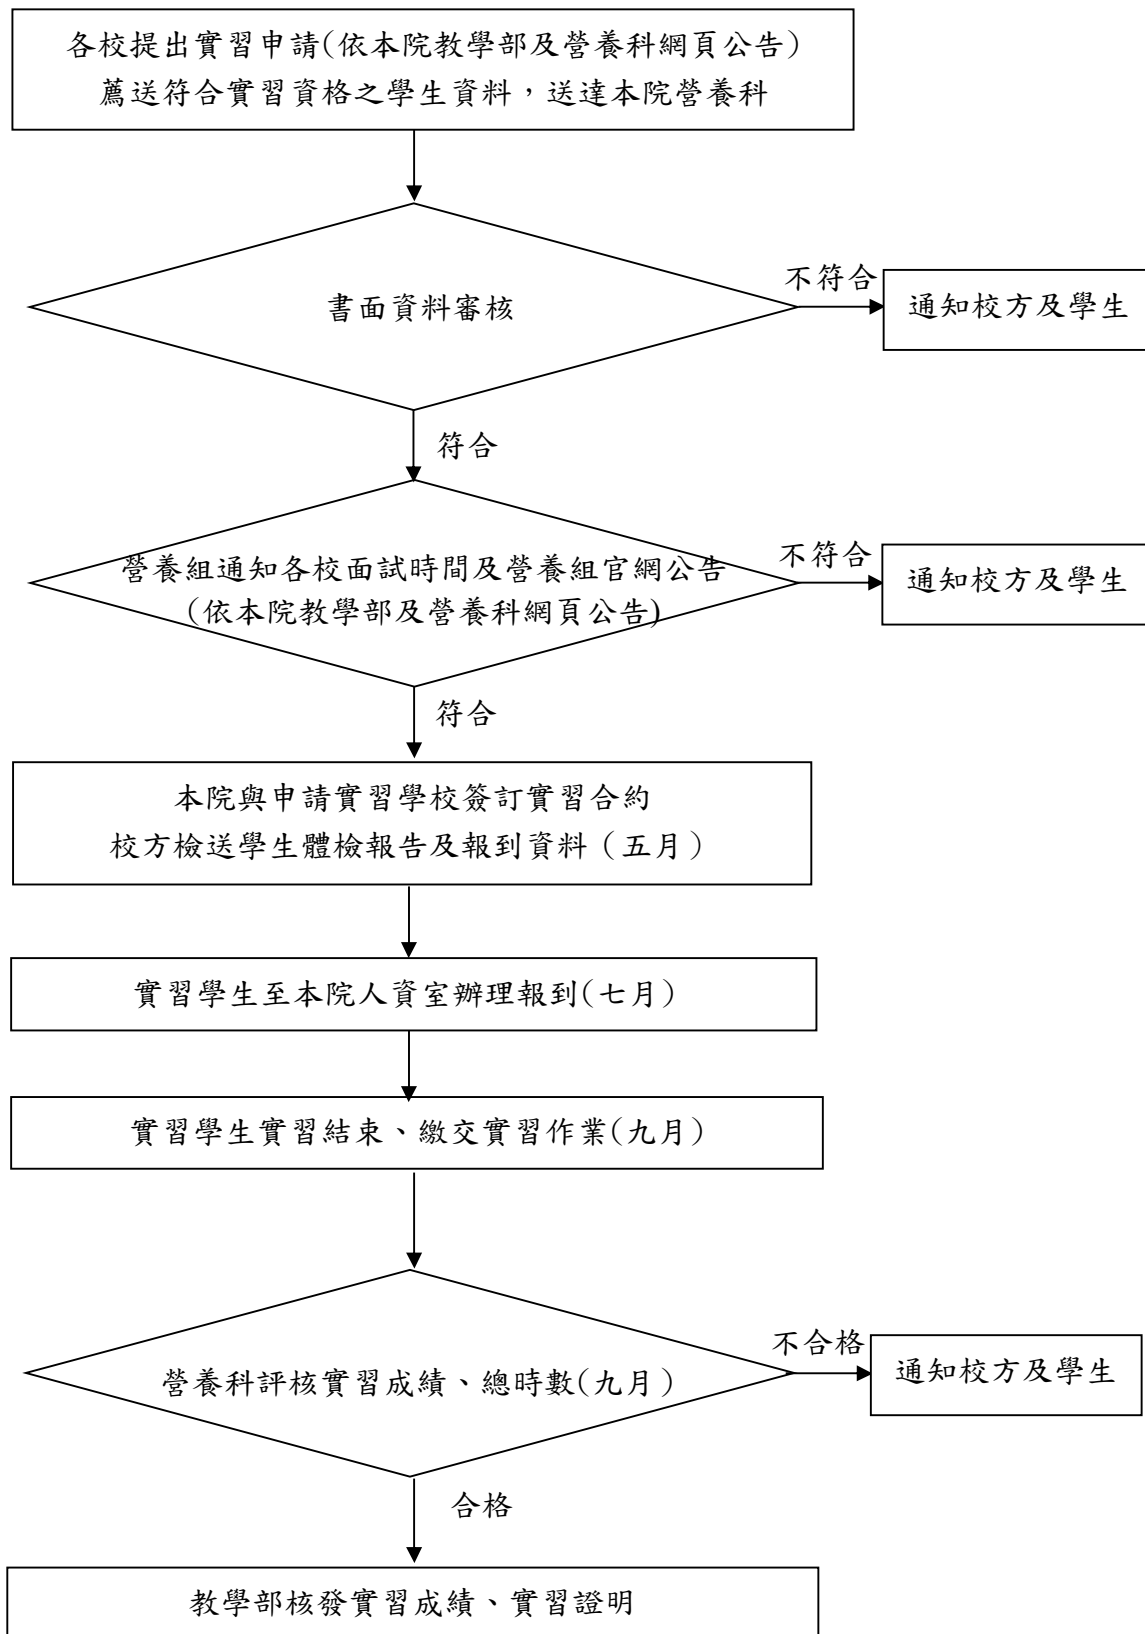 各校提出實習申請(依本院教學部及營養科網頁公告)
薦送符合實習資格之學生資料，送達本院營養科
書面資料審核
不符合
通知校方及學生
符合
營養組通知各校面試時間及營養組官網公告
(依本院教學部及營養科網頁公告)
不符合
通知校方及學生
符合
本院與申請實習學校簽訂實習合約
校方檢送學生體檢報告及報到資料（五月）
實習學生至本院人資室辦理報到(七月)
實習學生實習結束、繳交實習作業(九月)
營養科評核實習成績、總時數(九月)
不合格
通知校方及學生
合格
教學部核發實習成績、實習證明